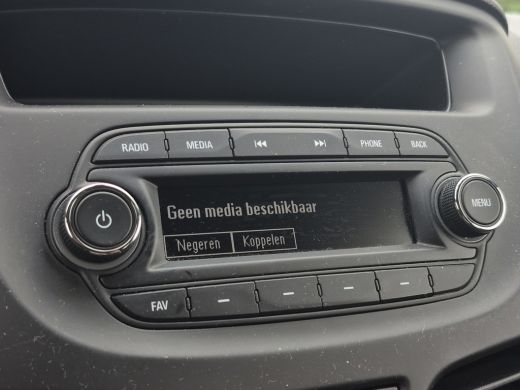 RADIO MEDIA PHONE BACK
Geen media beschikbaar
Negeren Koppelen
MENU
FAV